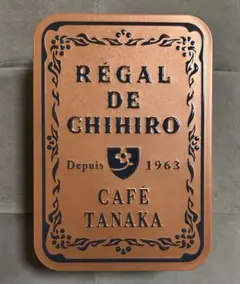 RÉGAL
DE
CHIHIRO
Depuis 1963
CAFÉ
TANAKA